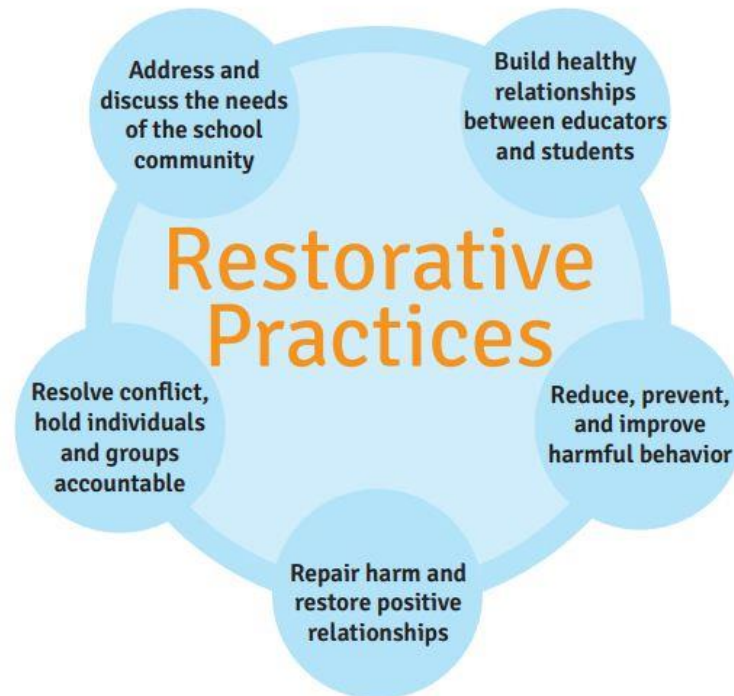 Address and
discuss the needs
of the school
community
Build healthy
relationships
between educators
and students
Restorative
Practices
Resolve conflict,
hold individuals
and groups
accountable
Reduce, prevent,
and improve
harmful behavior
Repair harm and
restore positive
relationships